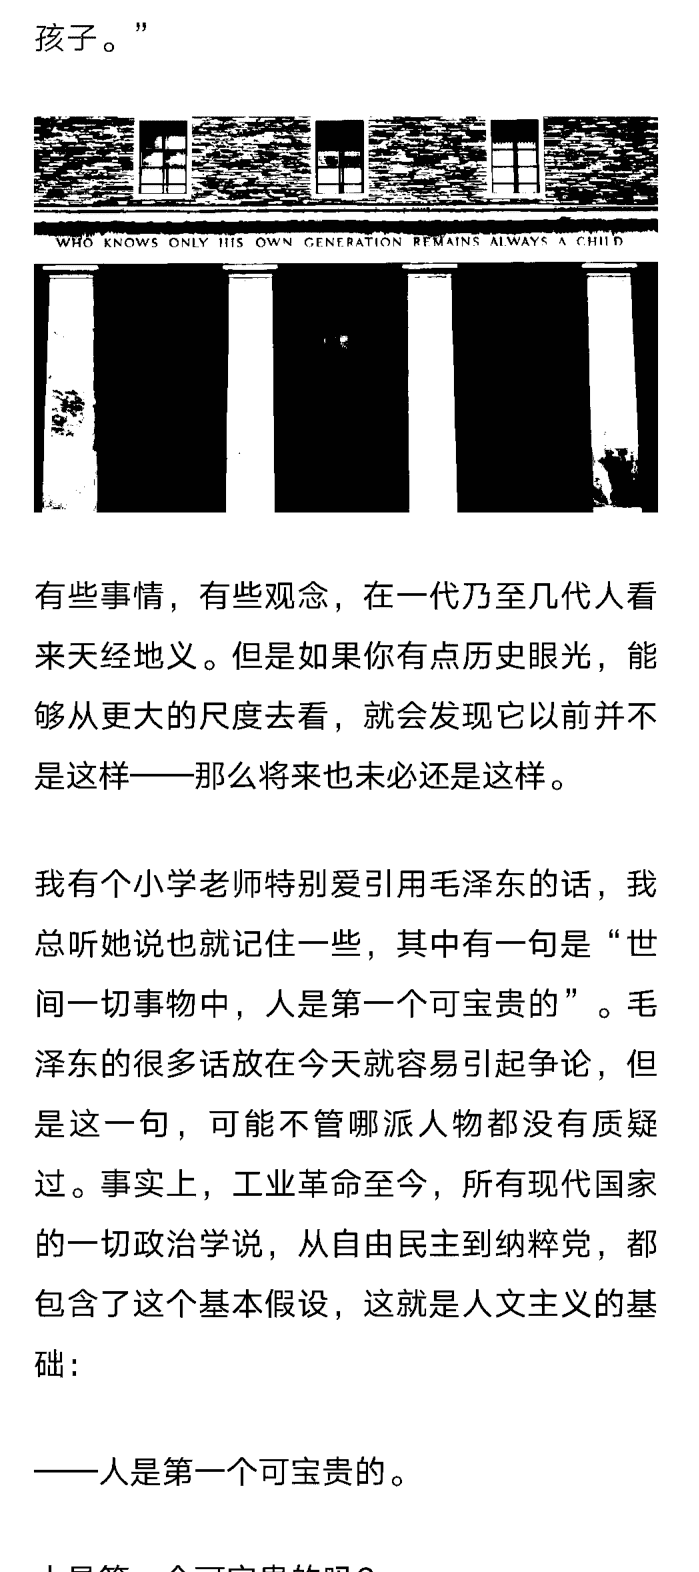 孩子。”
WHO KNOWS ONLY HIS OWN GENERATION REMAINS ALWAYS A CHILD
有些事情，有些观念，在一代乃至几代人看
来天经地义。但是如果你有点历史眼光，能
够从更大的尺度去看，就会发现它以前并不
是这样——那么将来也未必还是这样。
我有个小学老师特别爱引用毛泽东的话，我
总听她说也就记住一些，其中有一句是“世
间一切事物中，人是第一个可宝贵的”。毛
泽东的很多话放在今天就容易引起争论，但
是这一句，可能不管哪派人物都没有质疑
过。事实上，工业革命至今，所有现代国家
的一切政治学说，从自由民主到纳粹党，都
包含了这个基本假设，这就是人文主义的基
础：
——人是第一个可宝贵的。